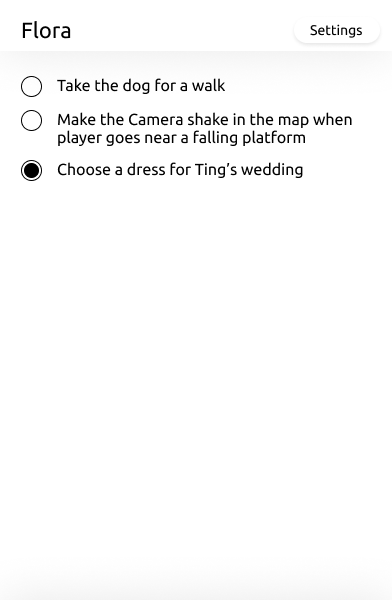 Flora
Settings
Take the dog for a walk
Make the Camera shake in the map when
player goes near a falling platform
Choose a dress for Ting’s wedding